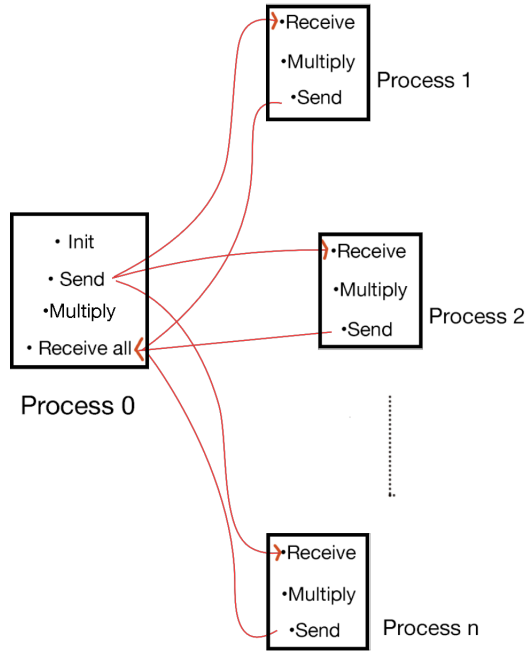 •Receive
•Multiply
•Send
Process 1
• Init
• Send
•Multiply
• Receive all
Process 0
•Receive
•Multiply
•Send
Process 2
•Receive
•Multiply
•Send
Process n